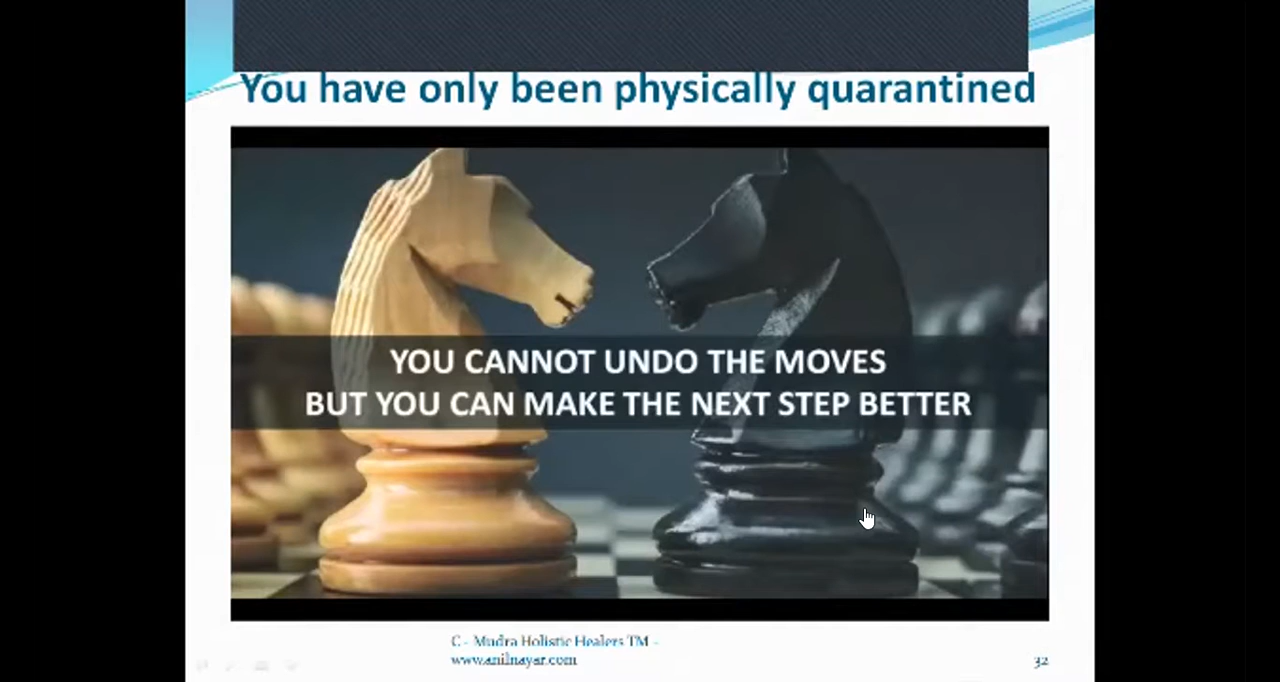 You have only been physically quarantined
YOU CANNOT UNDO THE MOVES
BUT YOU CAN MAKE THE NEXT STEP BETTER
C - Mudra Holistic Healers TM -
www.anilnayar.com
32